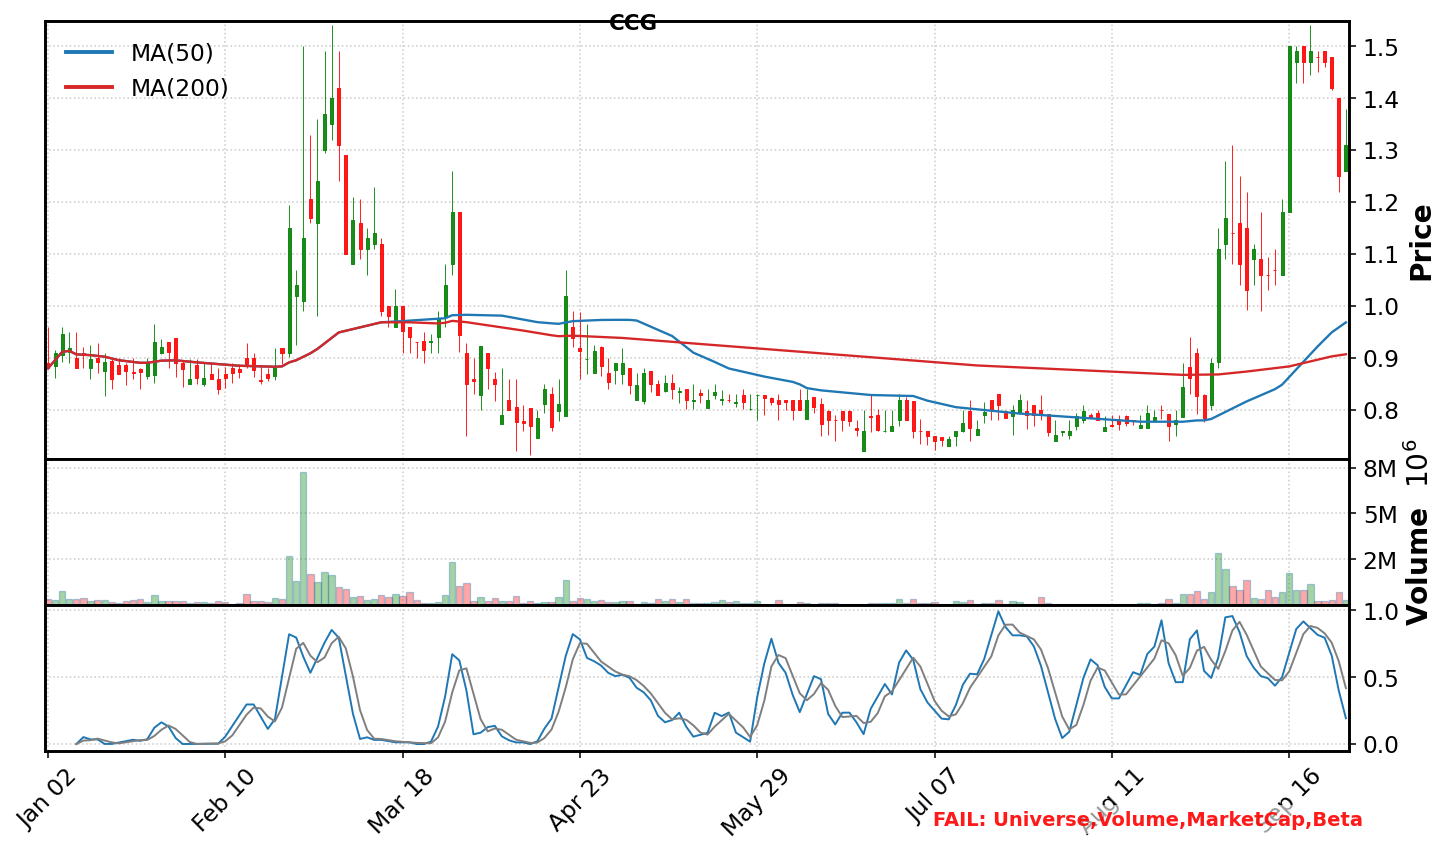 CCG
MA(50)
MA(200)
1.5
1.4
1.3
1.2
1.1
1.0
0.9
0.8
Price
8M
5M
2M
Volume 10^6
1.0
0.5
0.0
Jan 02
Feb 10
Mar 18
Apr 23
May 29
Jul 07
Aug 11
Sep 16
FAIL: Universe,Volume,MarketCap,Beta